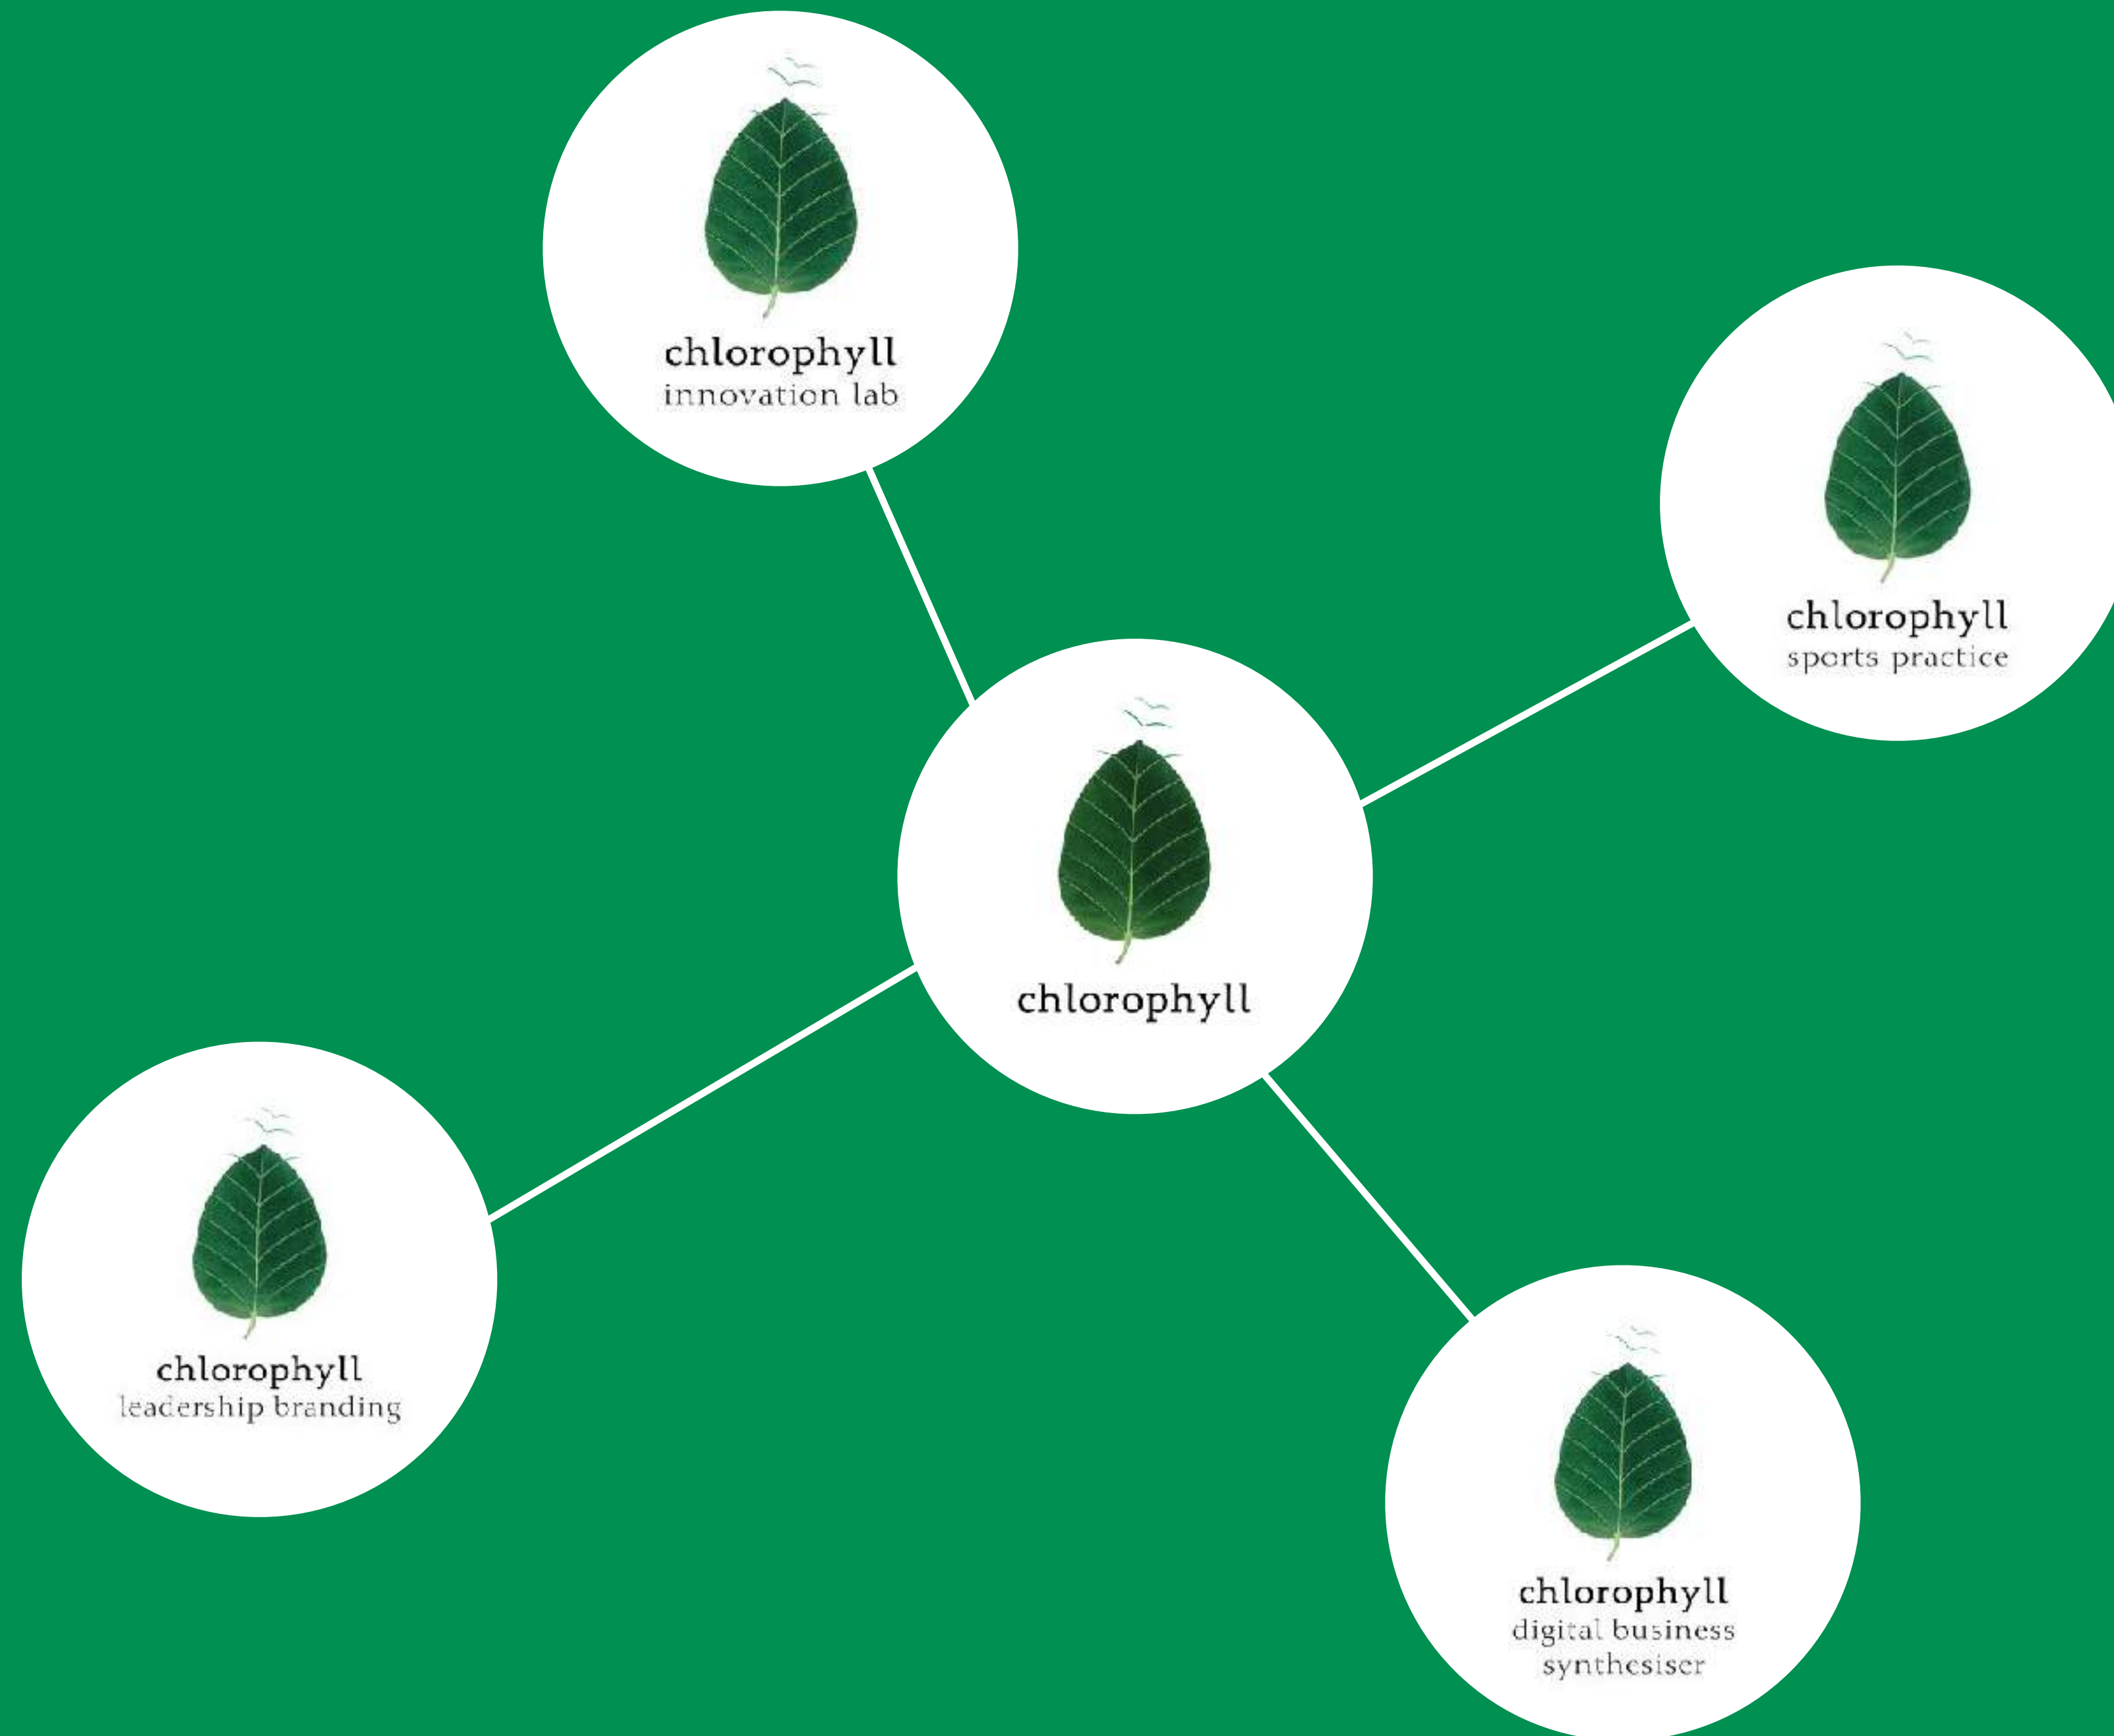 chlorophyll
innovation lab
chlorophyll
sports practice
chlorophyll
chlorophyll
leadership branding
chlorophyll
digital business
synthesiser